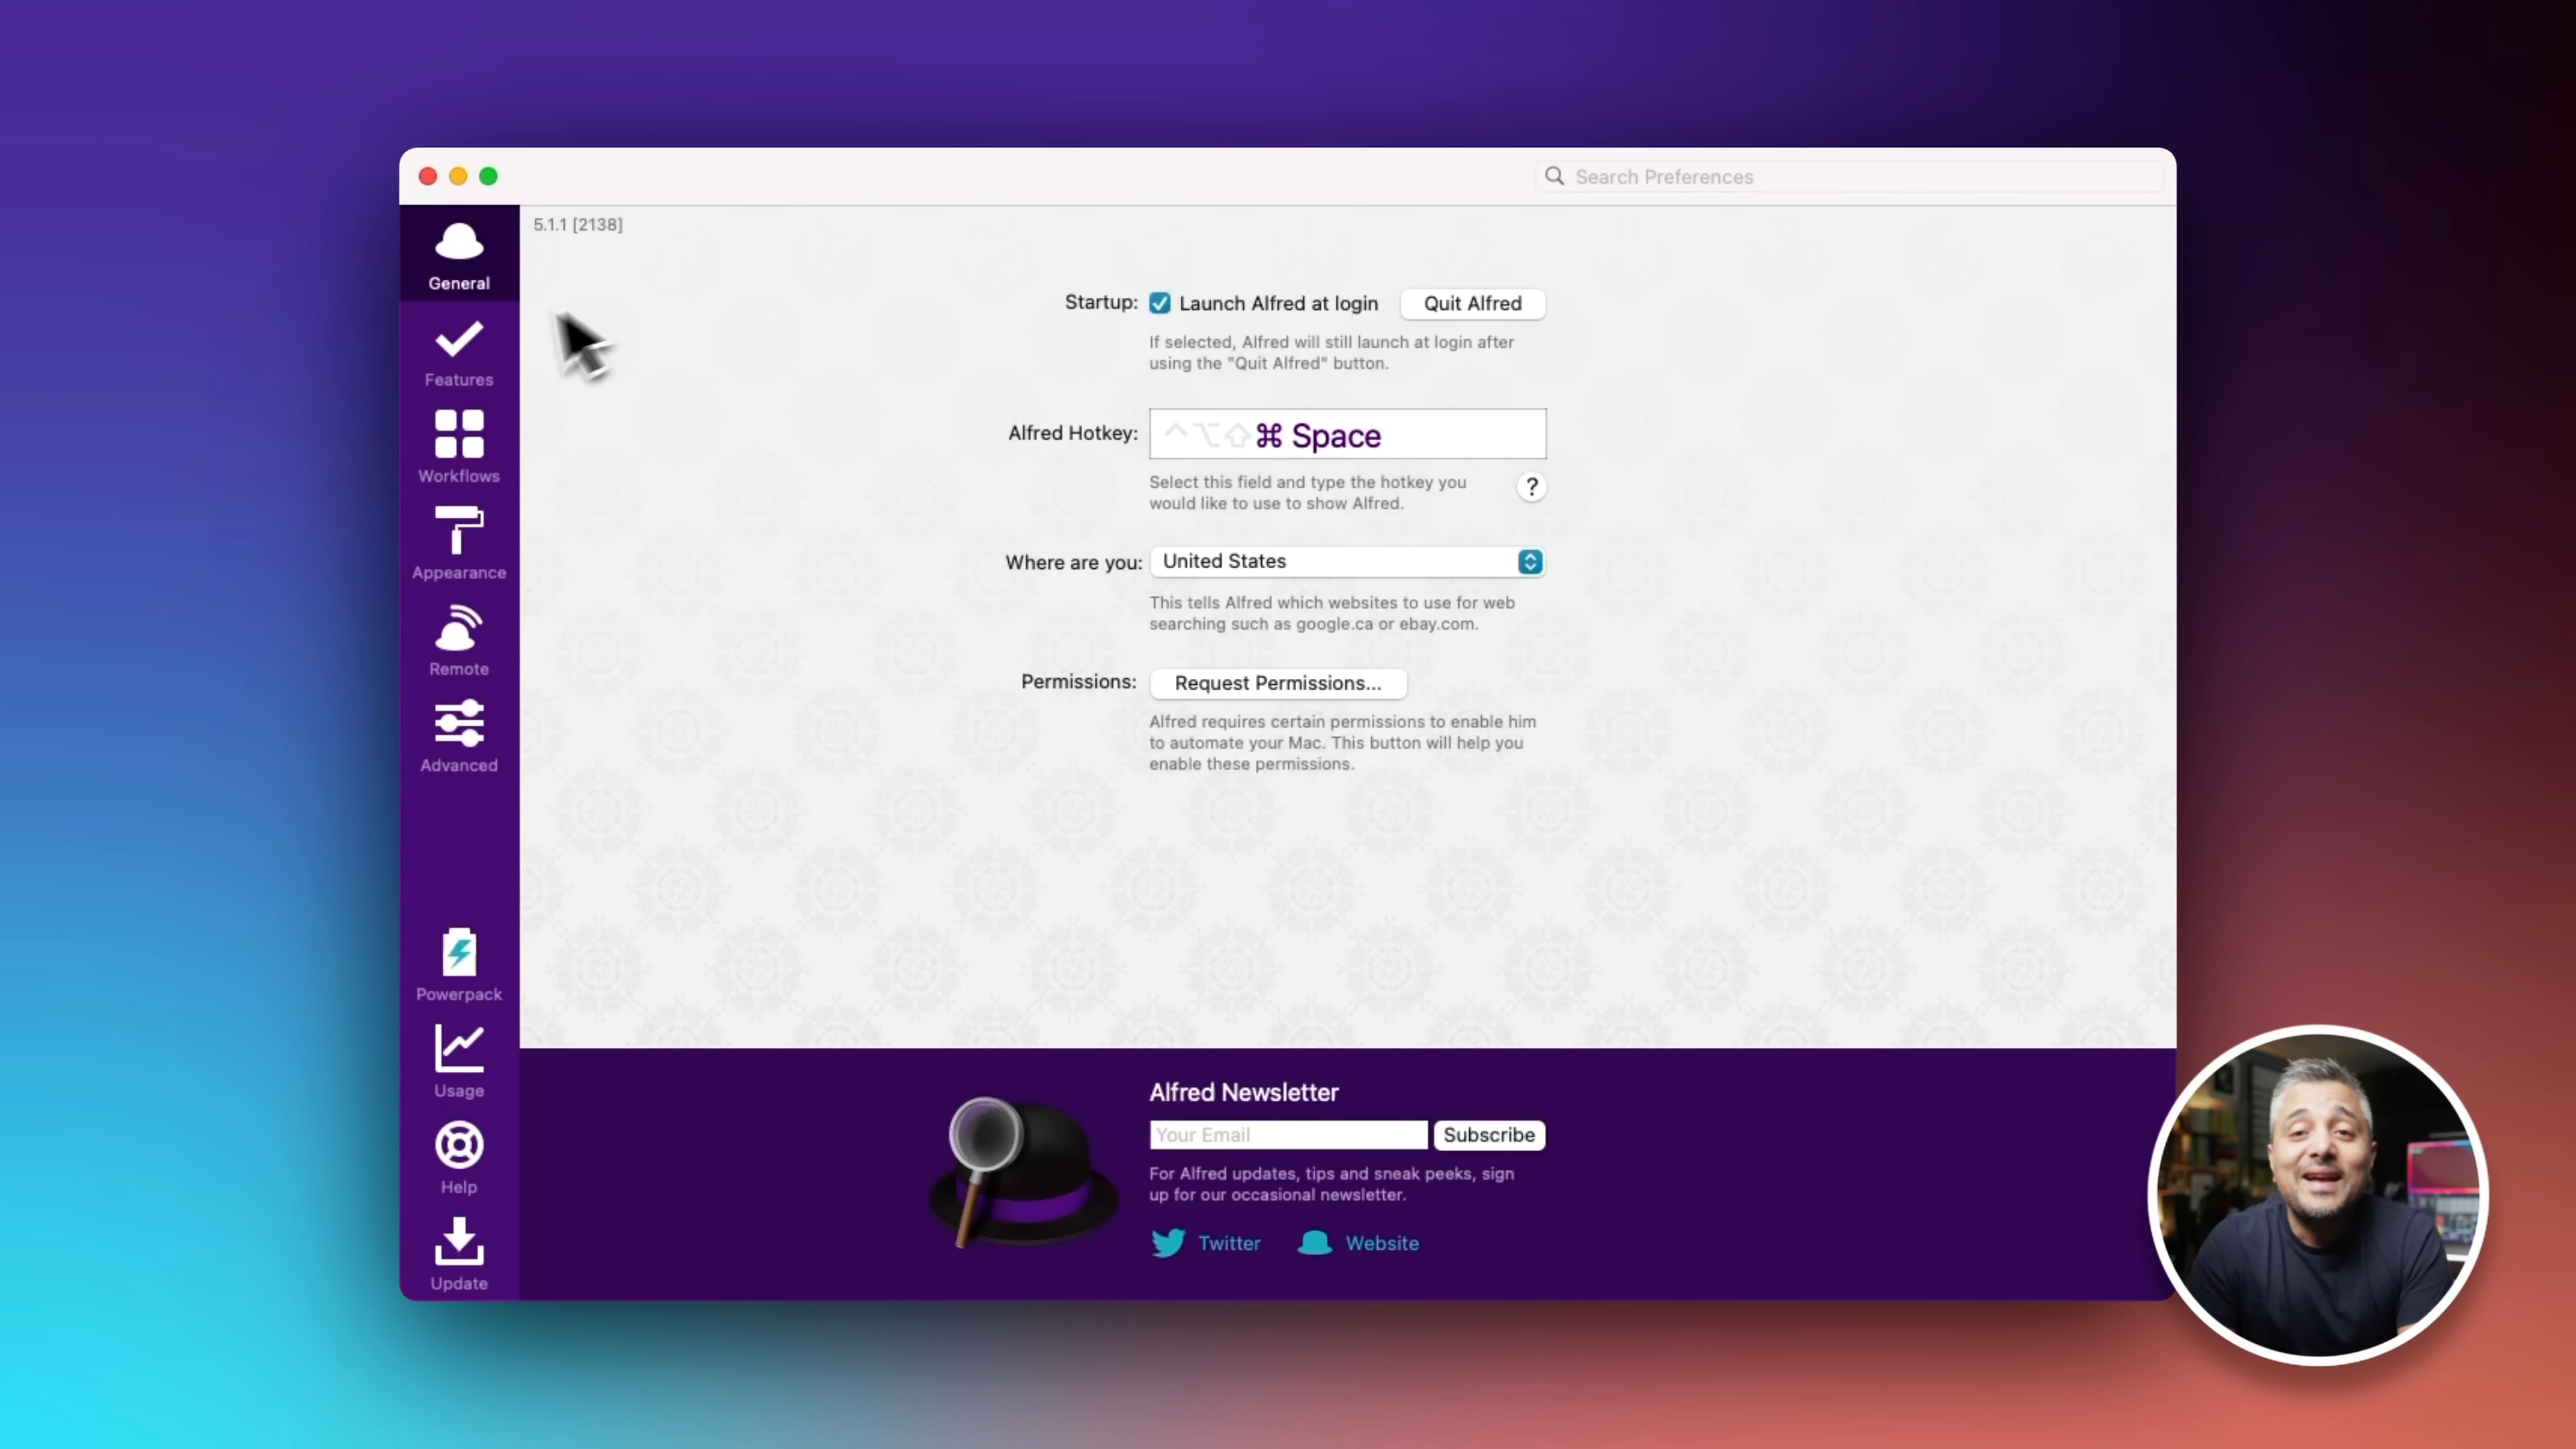 Search Preferences
5.1.1 [2138]
General
Features
Workflows
Appearance
Remote
Advanced
Powerpack
Usage
Help
Update
Startup: Launch Alfred at login Quit Alfred
If selected, Alfred will still launch at login after
using the "Quit Alfred" button.
Alfred Hotkey: ^⌥⇧⌘ Space
Select this field and type the hotkey you
would like to use to show Alfred.
?
Where are you: United States
This tells Alfred which websites to use for web
searching such as google.ca or ebay.com.
Permissions: Request Permissions...
Alfred requires certain permissions to enable him
to automate your Mac. This button will help you
enable these permissions.
Alfred Newsletter
Your Email Subscribe
For Alfred updates, tips and sneak peeks, sign
up for our occasional newsletter.
Twitter Website